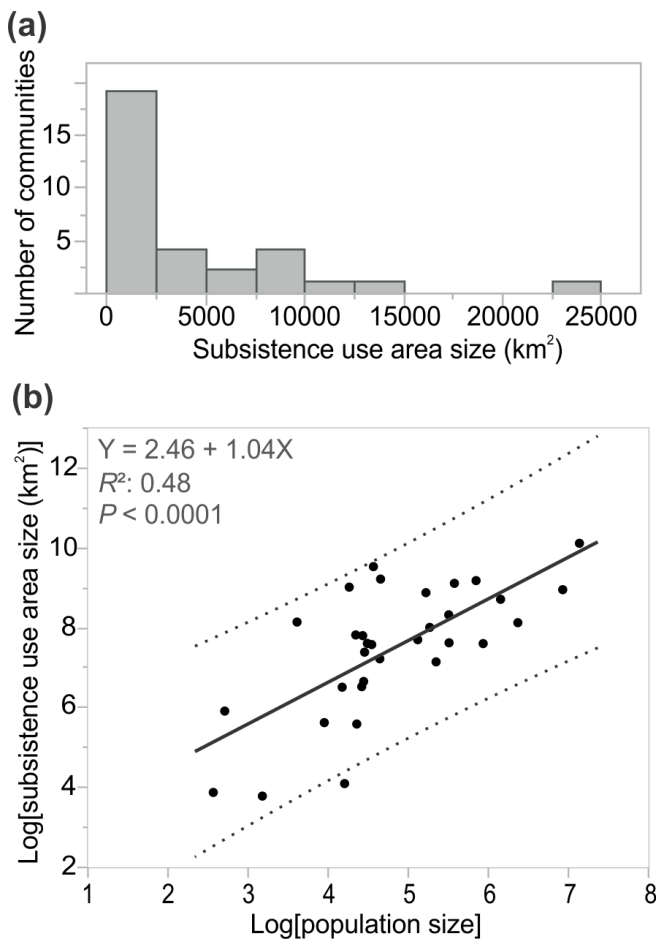 (a)
Number of communities
15
10
5
0 5000 10000 15000 20000 25000
Subsistence use area size (km²)
(b)
Log[subsistence use area size (km²)]
Y = 2.46 + 1.04X
R²: 0.48
P < 0.0001
12
10
8
6
4
2
1 2 3 4 5 6 7 8
Log[population size]